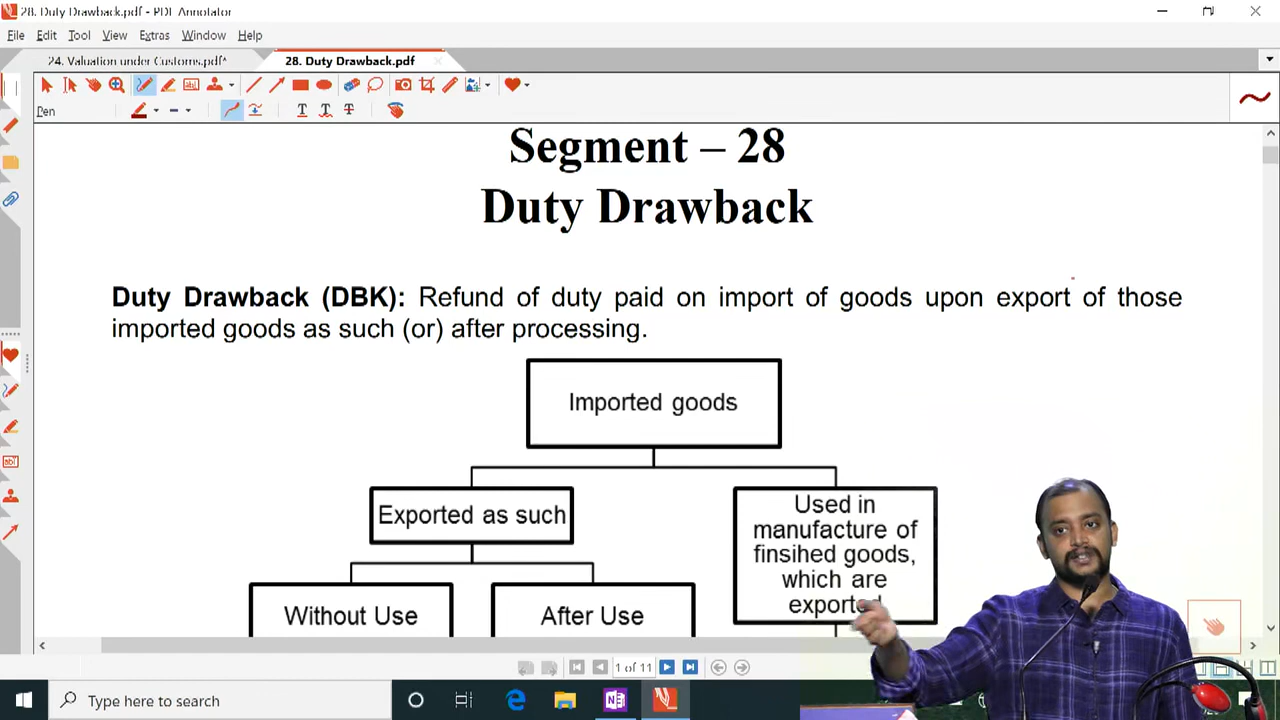 28. Duty Drawback.pdf - PDF Annotator
File Edit Tool View Extras Window Help
24. Valuation under Customs.pdf* 28. Duty Drawback.pdf
Pen
Segment – 28
Duty Drawback
Duty Drawback (DBK): Refund of duty paid on import of goods upon export of those
imported goods as such (or) after processing.
Imported goods
Exported as such
Used in
manufacture of
finsihed goods,
which are
exported
Without Use
After Use
1 of 11
Type here to search